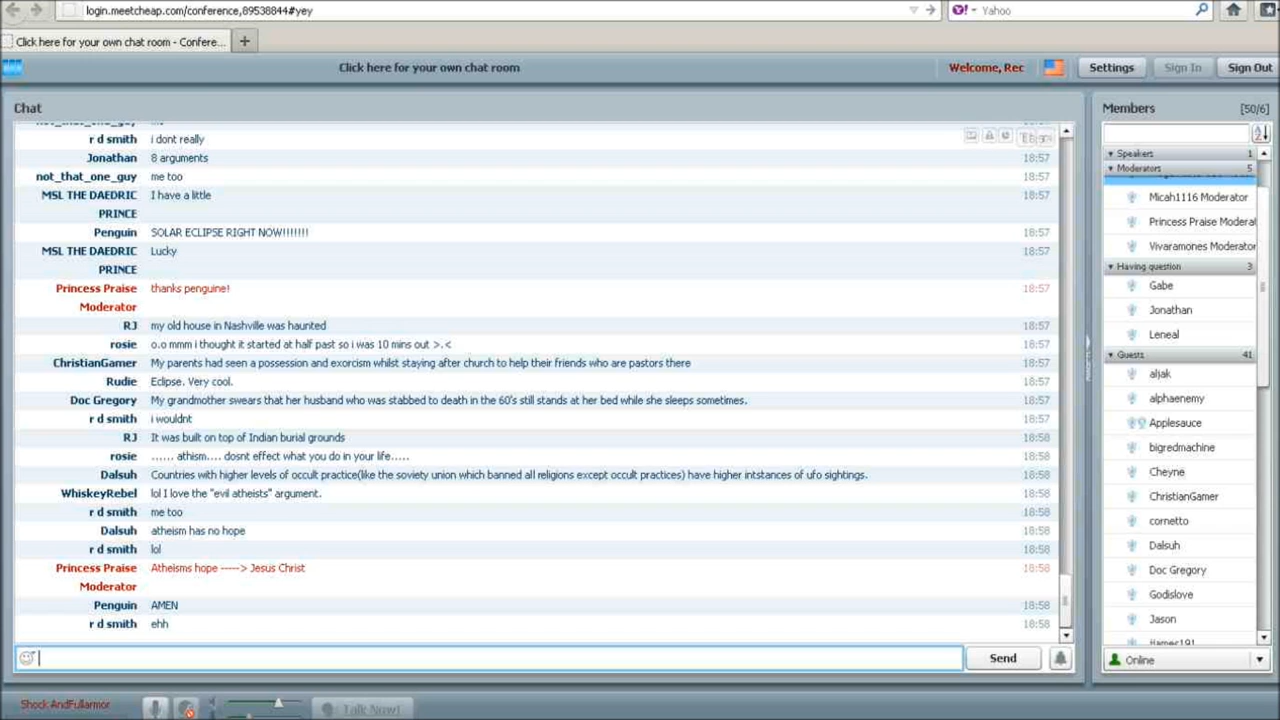 login.meetcheap.com/conference,89538844#yey
Yahoo
Click here for your own chat room - Confere...
Click here for your own chat room
Welcome, Rec
Settings
Sign In
Sign Out
Chat
Members
[50/6]
not_that_one_guy
r d smith i dont really
Jonathan 8 arguments 18:57
not_that_one_guy me too 18:57
MSL THE DAEDRIC I have a little 18:57
PRINCE
Penguin SOLAR ECLIPSE RIGHT NOW!!!!!!! 18:57
MSL THE DAEDRIC Lucky 18:57
PRINCE
Princess Praise thanks penguine! 18:57
Moderator
RJ my old house in Nashville was haunted 18:57
rosie o.o mmm i thought it started at half past so i was 10 mins out >.< 18:57
ChristianGamer My parents had seen a possession and exorcism whilst staying after church to help their friends who are pastors there 18:57
Rudie Eclipse. Very cool. 18:57
Doc Gregory My grandmother swears that her husband who was stabbed to death in the 60's still stands at her bed while she sleeps sometimes. 18:57
r d smith i wouldnt 18:57
RJ It was built on top of Indian burial grounds 18:58
rosie ...... athism.... dosnt effect what you do in your life..... 18:58
Dalsuh Countries with higher levels of occult practice(like the soviety union which banned all religions except occult practices) have higher intstances of ufo sightings. 18:58
WhiskeyRebel lol I love the "evil atheists" argument. 18:58
r d smith me too 18:58
Dalsuh atheism has no hope 18:58
r d smith lol 18:58
Princess Praise Atheisms hope -----> Jesus Christ 18:58
Moderator
Penguin AMEN 18:58
r d smith ehh 18:58
Send
Speakers 1
Moderators 5
Micah1116 Moderator
Princess Praise Moderat
Vivaramones Moderator
Having question 3
Gabe
Jonathan
Leneal
Guests 41
aljak
alphaenemy
Applesauce
bigredmachine
Cheyne
ChristianGamer
cornetto
Dalsuh
Doc Gregory
Godislove
Jason
Online
Shock AndFullarmor
Talk Now!